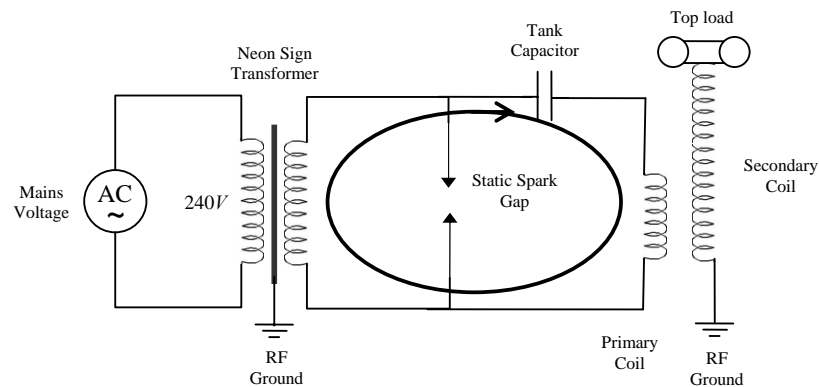 Top load
Tank
Capacitor
Neon Sign
Transformer
Mains
Voltage
AC
~
240V
Static Spark
Gap
Secondary
Coil
RF
Ground
Primary
Coil
RF
Ground